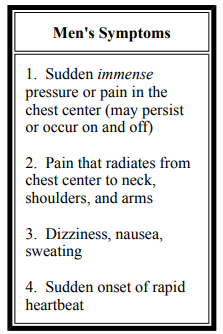 Men's Symptoms
1. Sudden immense
pressure or pain in the
chest center (may persist
or occur on and off)
2. Pain that radiates from
chest center to neck,
shoulders, and arms
3. Dizziness, nausea,
sweating
4. Sudden onset of rapid
heartbeat